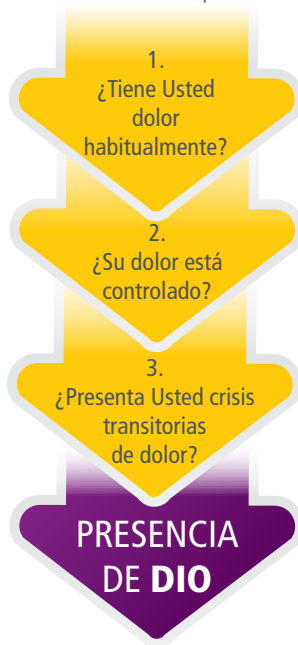 1.
¿Tiene Usted
dolor
habitualmente?
2.
¿Su dolor está
controlado?
3.
¿Presenta Usted crisis
transitorias
de dolor?
PRESENCIA
DE DIO